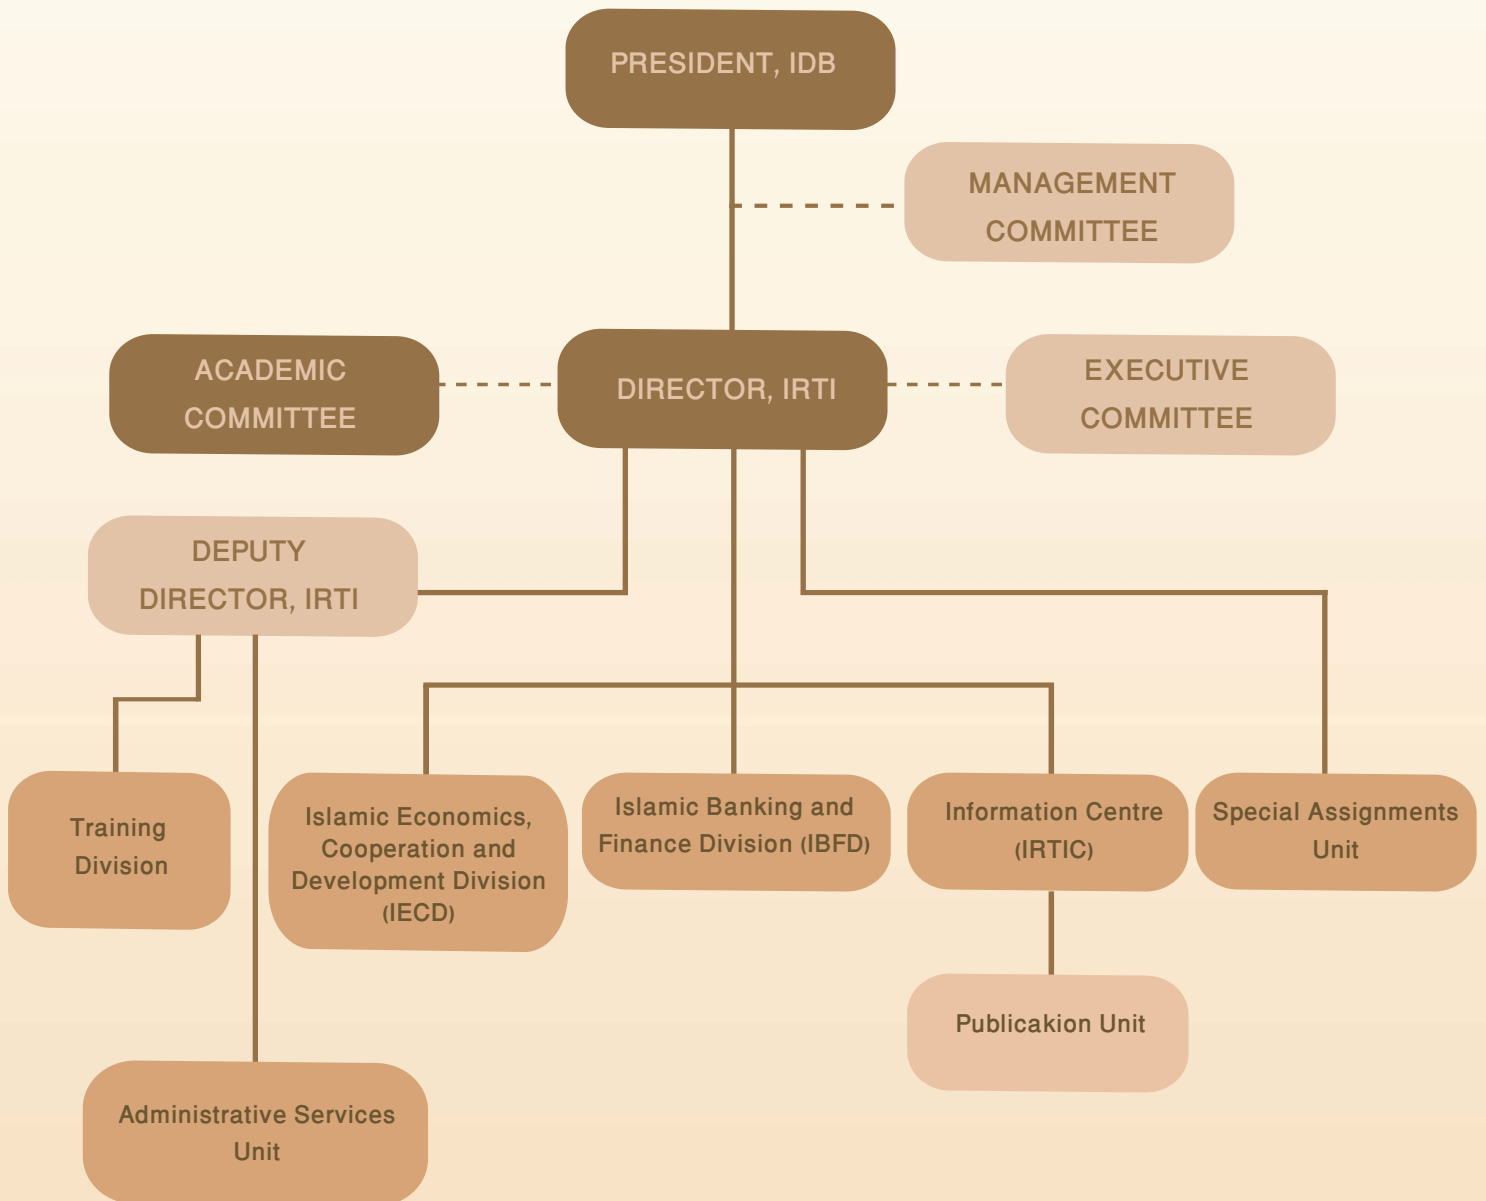 PRESIDENT, IDB
MANAGEMENT
COMMITTEE
ACADEMIC
COMMITTEE
DIRECTOR, IRTI
EXECUTIVE
COMMITTEE
DEPUTY
DIRECTOR, IRTI
Training
Division
Islamic Economics,
Cooperation and
Development Division
(IECD)
Islamic Banking and
Finance Division (IBFD)
Information Centre
(IRTIC)
Special Assignments
Unit
Publicakion Unit
Administrative Services
Unit